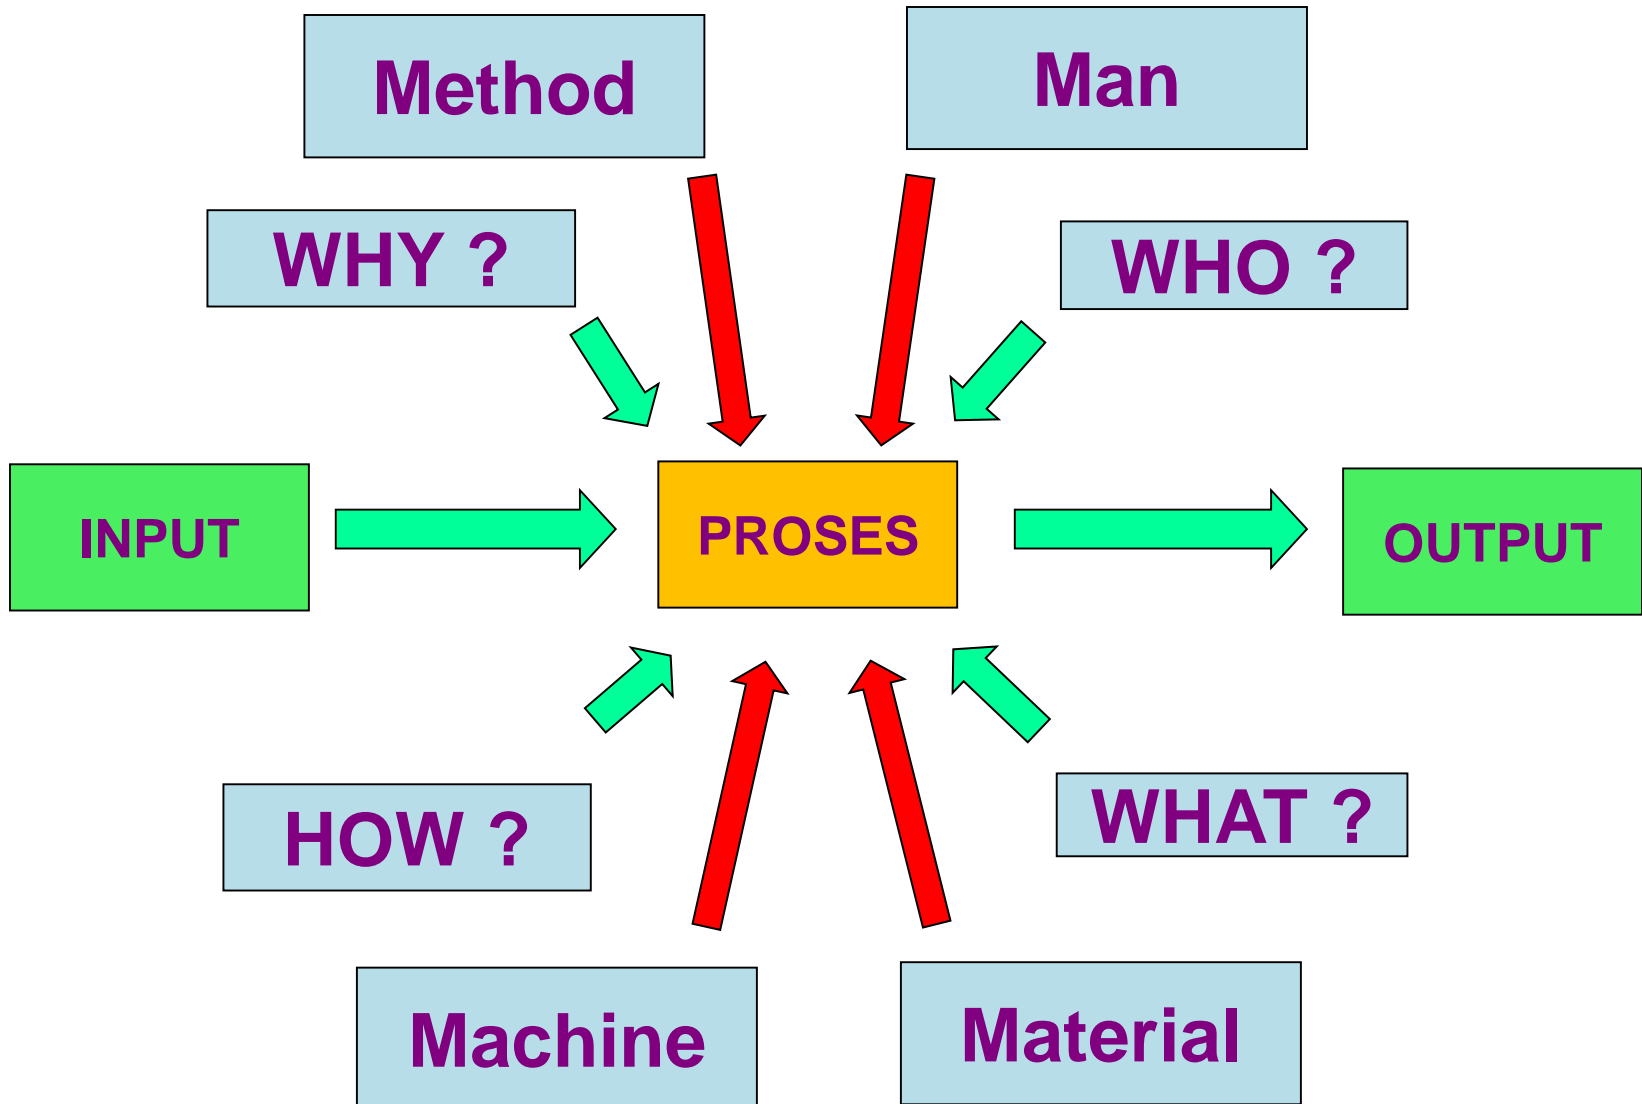 Method
Man
WHY ?
WHO ?
INPUT
PROSES
OUTPUT
HOW ?
WHAT ?
Machine
Material